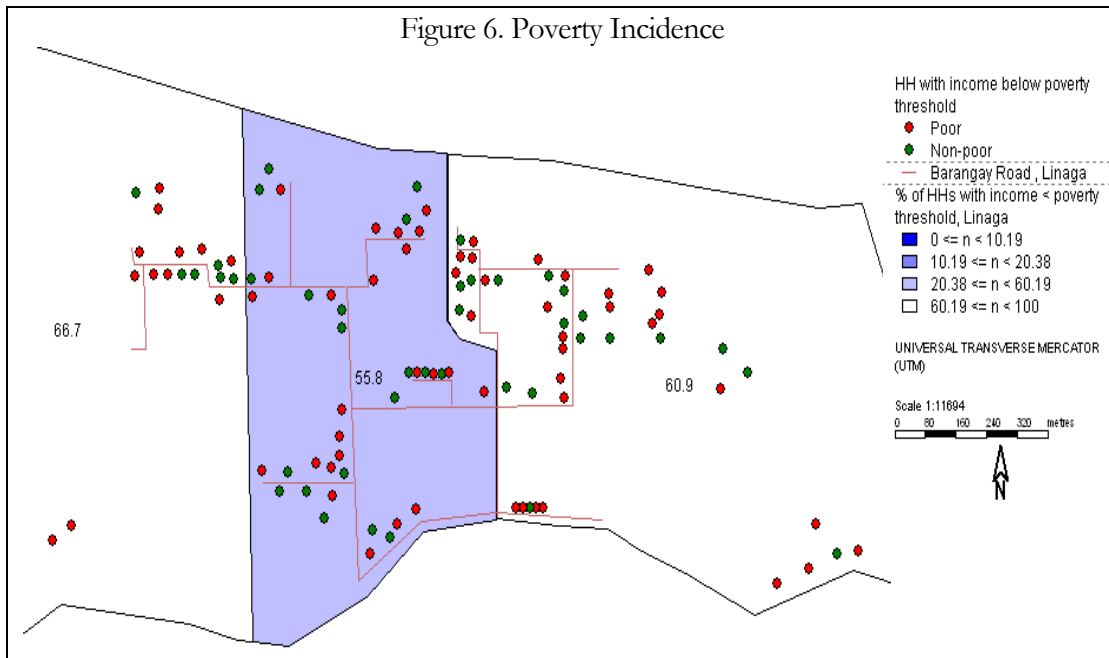 Figure 6. Poverty Incidence
HH with income below poverty
threshold
Poor
Non-poor
Barangay Road , Linaga
% of HHs with income < poverty
threshold, Linaga
0 <= n < 10.19
10.19 <= n < 20.38
20.38 <= n < 60.19
60.19 <= n < 100
66.7
55.8
60.9
UNIVERSAL TRANSVERSE MERCATOR
(UTM)
Scale 1:11694
0 80 160 240 320 metres
N